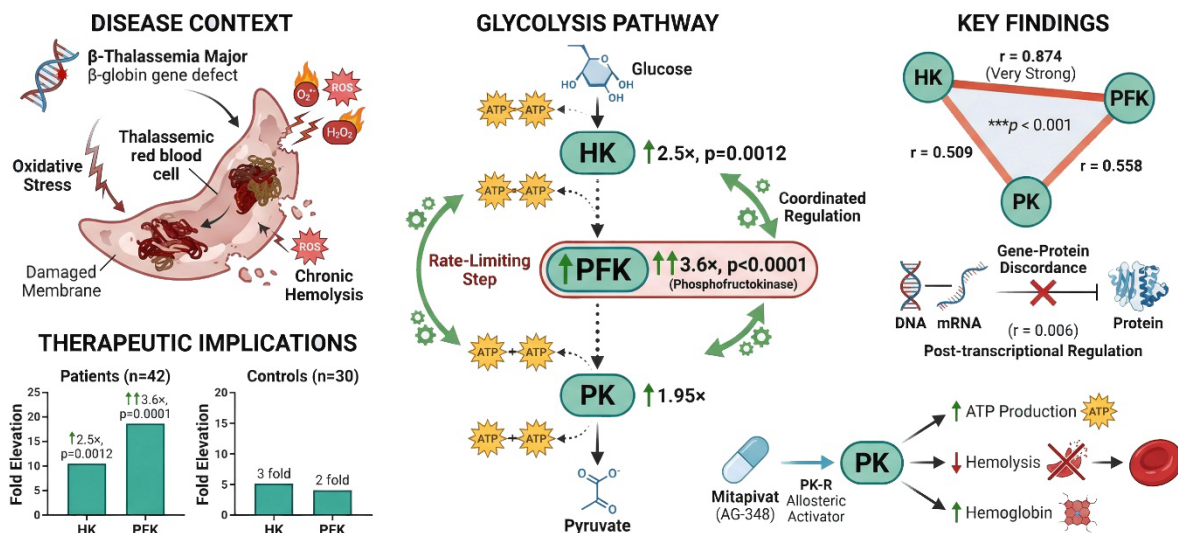 DISEASE CONTEXT
β-Thalassemia Major
β-globin gene defect
O₂•⁻
ROS
H₂O₂
Thalassemic
red blood
cell
Oxidative
Stress
ROS
Damaged
Membrane
Chronic
Hemolysis
THERAPEUTIC IMPLICATIONS
Patients (n=42)
Fold Elevation
25
20
15
10
5
0
↑2.5×,
p=0.0012
↑↑3.6×,
p=0.0001
HK
PFK
Controls (n=30)
Fold Elevation
20
20
15
10
5
0
3 fold
2 fold
HK
PFK
GLYCOLYSIS PATHWAY
HO
OH
OH
Glucose
ATP ATP
HK ↑2.5×, p=0.0012
ATP ATP
Coordinated
Regulation
Rate-Limiting
Step
↑PFK ↑↑3.6×, p<0.0001
(Phosphofructokinase)
ATP + ATP
PK ↑1.95×
ATP + ATP
O
O⁻
O
Pyruvate
KEY FINDINGS
r = 0.874
(Very Strong)
HK
PFK
***p < 0.001
r = 0.509
r = 0.558
PK
Gene-Protein
Discordance
DNA
mRNA
Protein
(r = 0.006)
Post-transcriptional Regulation
Mitapivat
(AG-348)
PK-R
Allosteric
Activator
PK
↑ATP Production ATP
↓Hemolysis
↑Hemoglobin